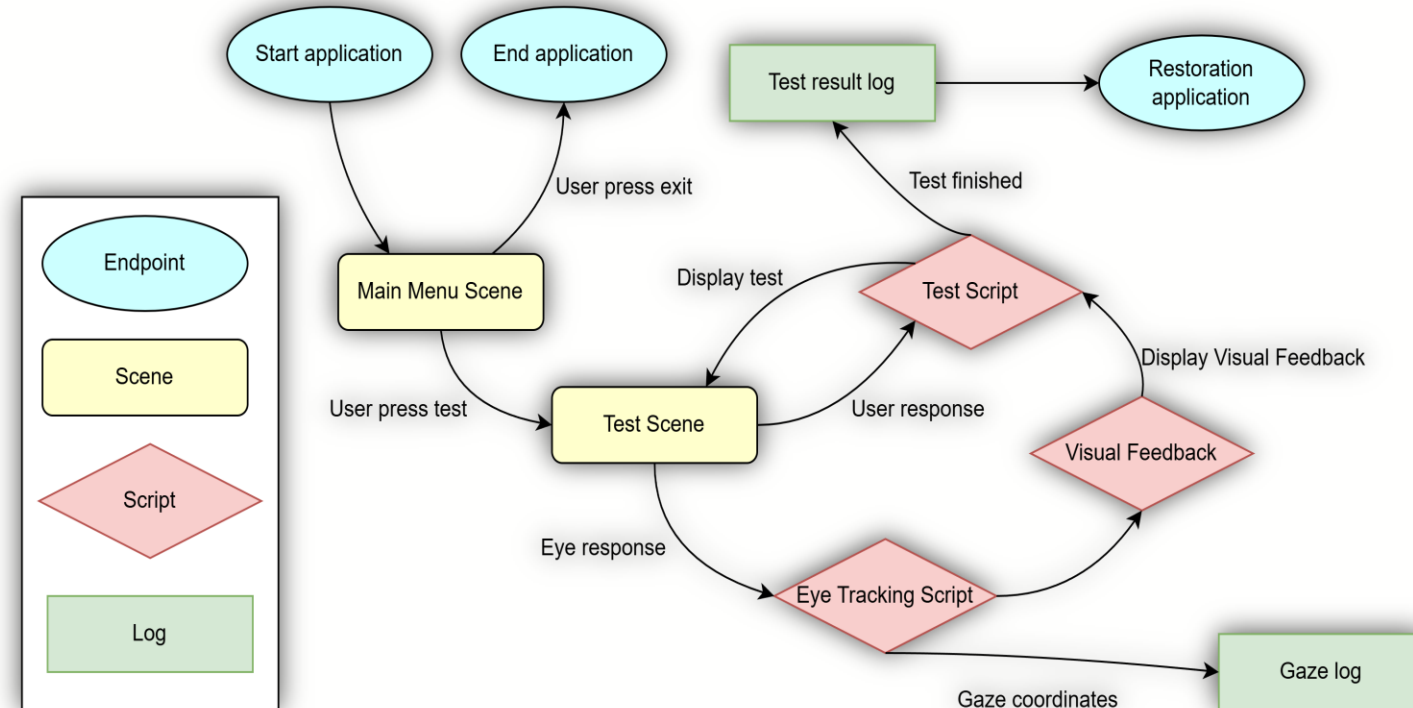 Start application
End application
Test result log
Restoration
application
User press exit
Test finished
Endpoint
Main Menu Scene
Display test
Test Script
Scene
User press test
Test Scene
User response
Display Visual Feedback
Visual Feedback
Script
Eye response
Eye Tracking Script
Log
Gaze log
Gaze coordinates